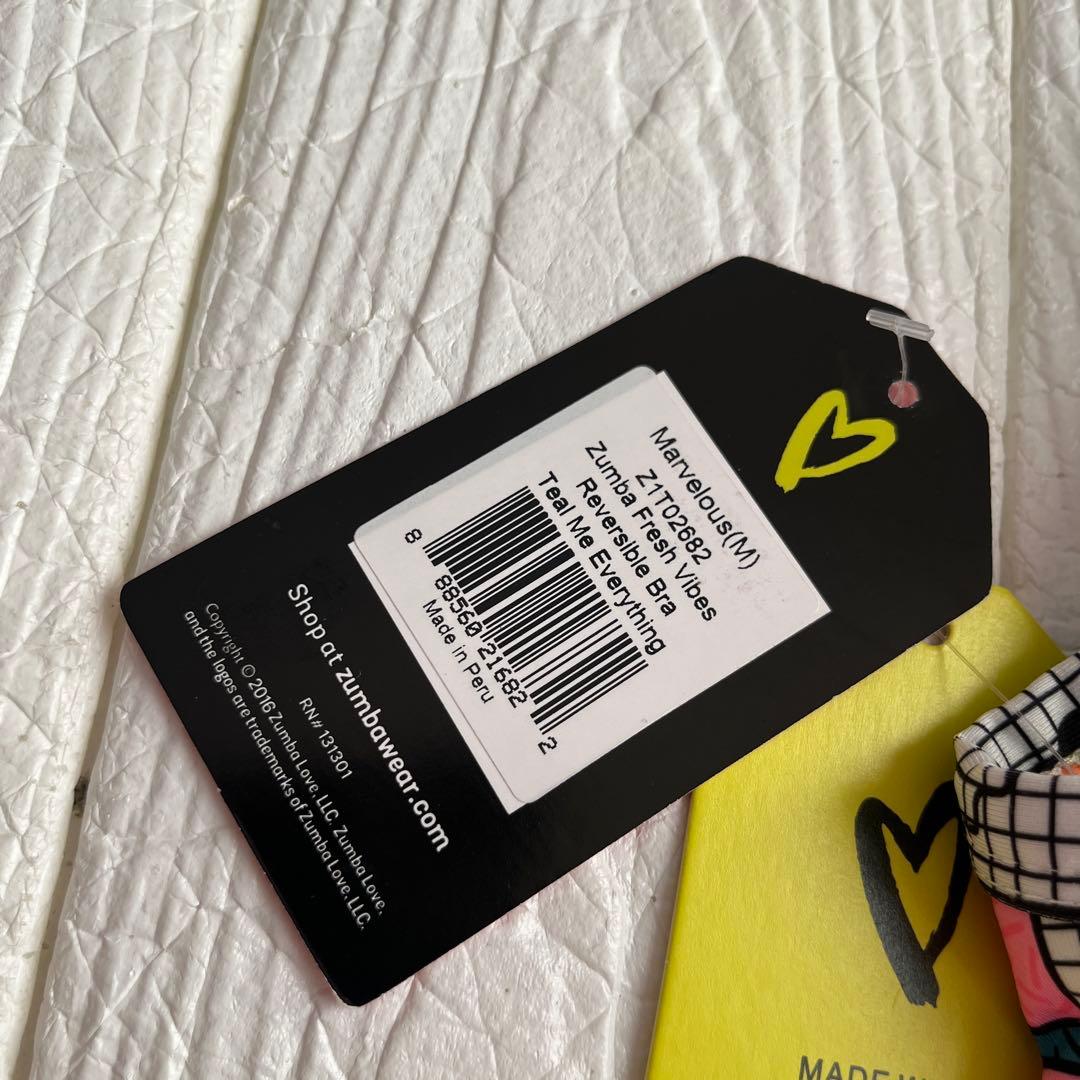 Marvelous(M)
Z1T02682
Zumba Fresh Vibes
Reversible Bra
Teal Me Everything
8 88560 21682 2
Made in Peru
Shop at zumbawear.com
RN# 131301
Copyright © 2016 Zumba Love, LLC. Zumba Love,
and the logos are trademarks of Zumba Love, LLC.
MADE